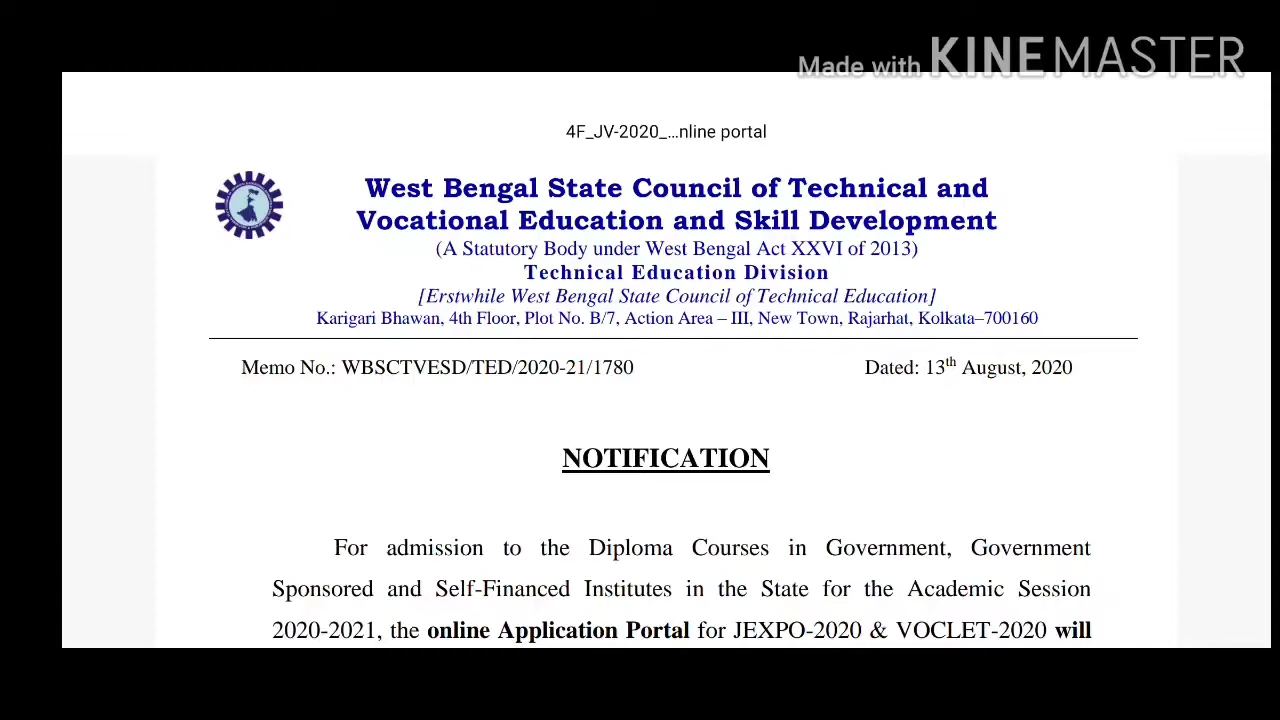 Made with KINEMASTER
4F_JV-2020_...nline portal
West Bengal State Council of Technical and
Vocational Education and Skill Development
(A Statutory Body under West Bengal Act XXVI of 2013)
Technical Education Division
[Erstwhile West Bengal State Council of Technical Education]
Karigari Bhawan, 4th Floor, Plot No. B/7, Action Area – III, New Town, Rajarhat, Kolkata–700160
Memo No.: WBSCTVESD/TED/2020-21/1780 Dated: 13th August, 2020
NOTIFICATION
For admission to the Diploma Courses in Government, Government
Sponsored and Self-Financed Institutes in the State for the Academic Session
2020-2021, the online Application Portal for JEXPO-2020 & VOCLET-2020 will